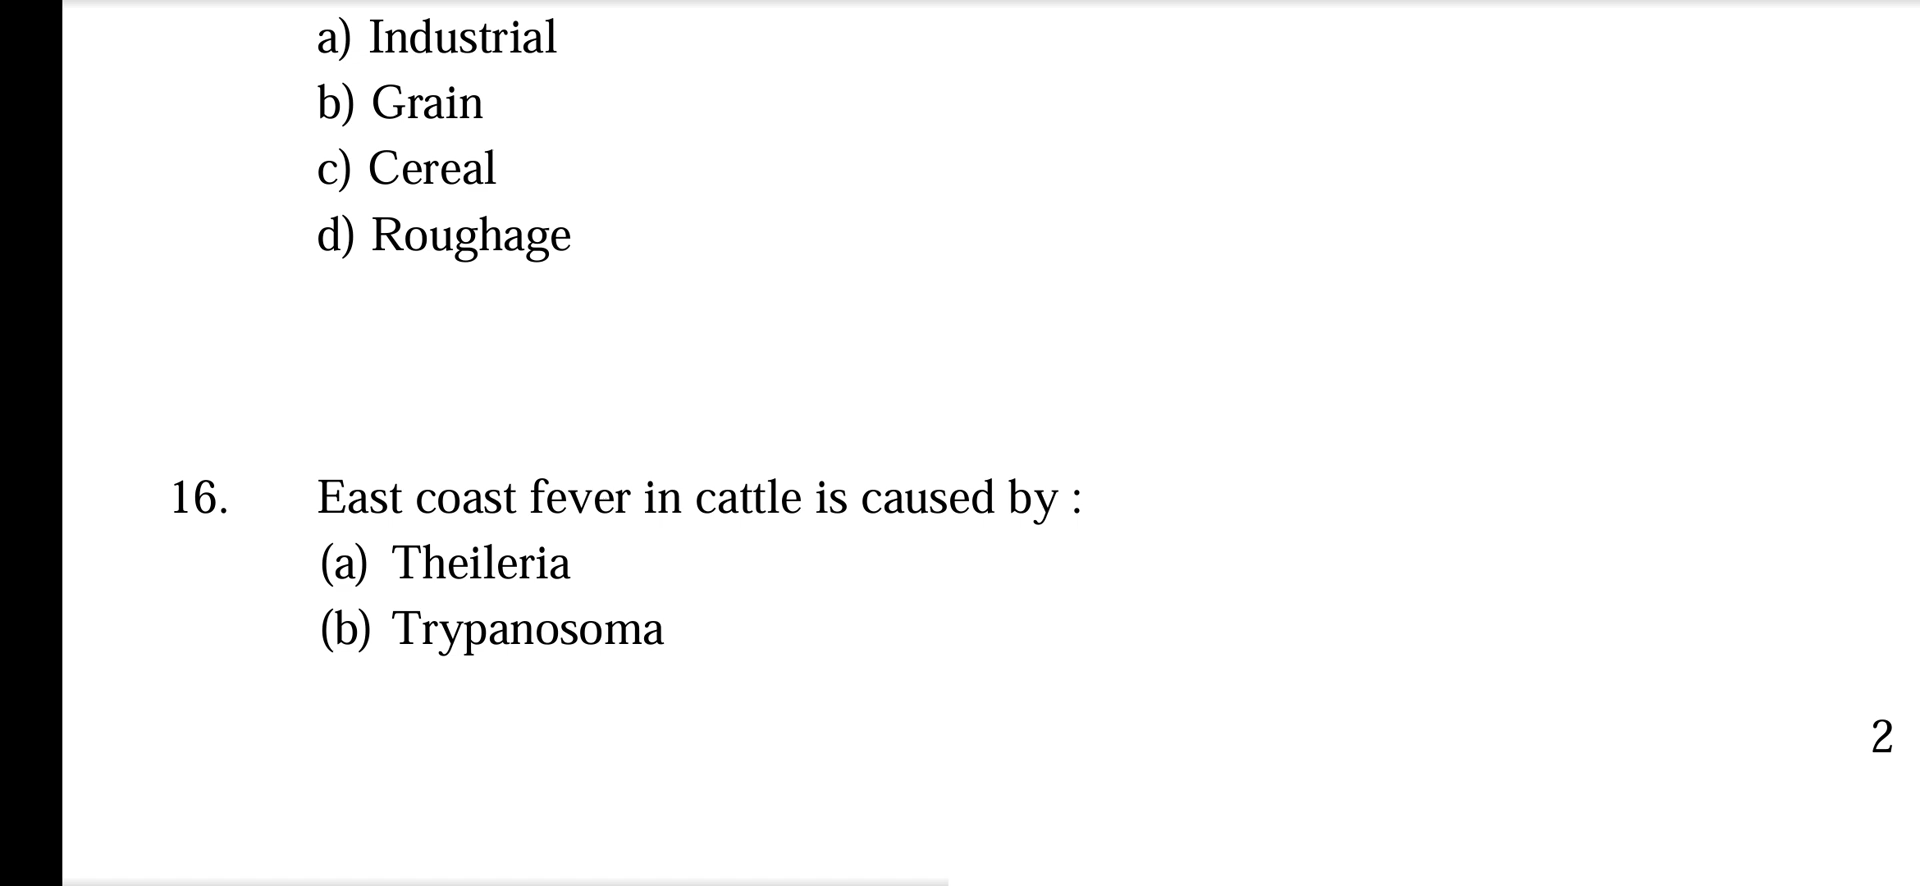 a) Industrial
b) Grain
c) Cereal
d) Roughage
16. East coast fever in cattle is caused by :
(a) Theileria
(b) Trypanosoma
2